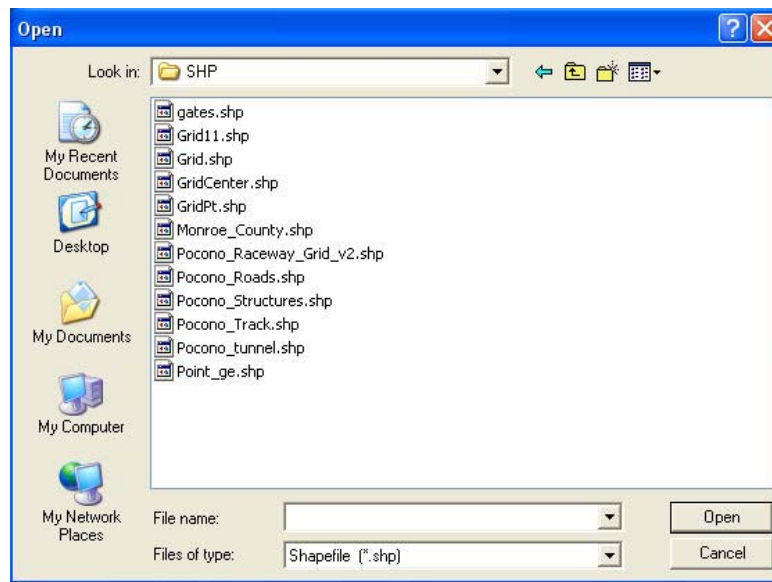 Open
Look in: SHP
My Recent
Documents
Desktop
My Documents
My Computer
My Network
Places
gates.shp
Grid11.shp
Grid.shp
GridCenter.shp
GridPt.shp
Monroe_County.shp
Pocono_Raceway_Grid_v2.shp
Pocono_Roads.shp
Pocono_Structures.shp
Pocono_Track.shp
Pocono_tunnel.shp
Point_ge.shp
File name: Open
Files of type: Shapefile (*.shp) Cancel